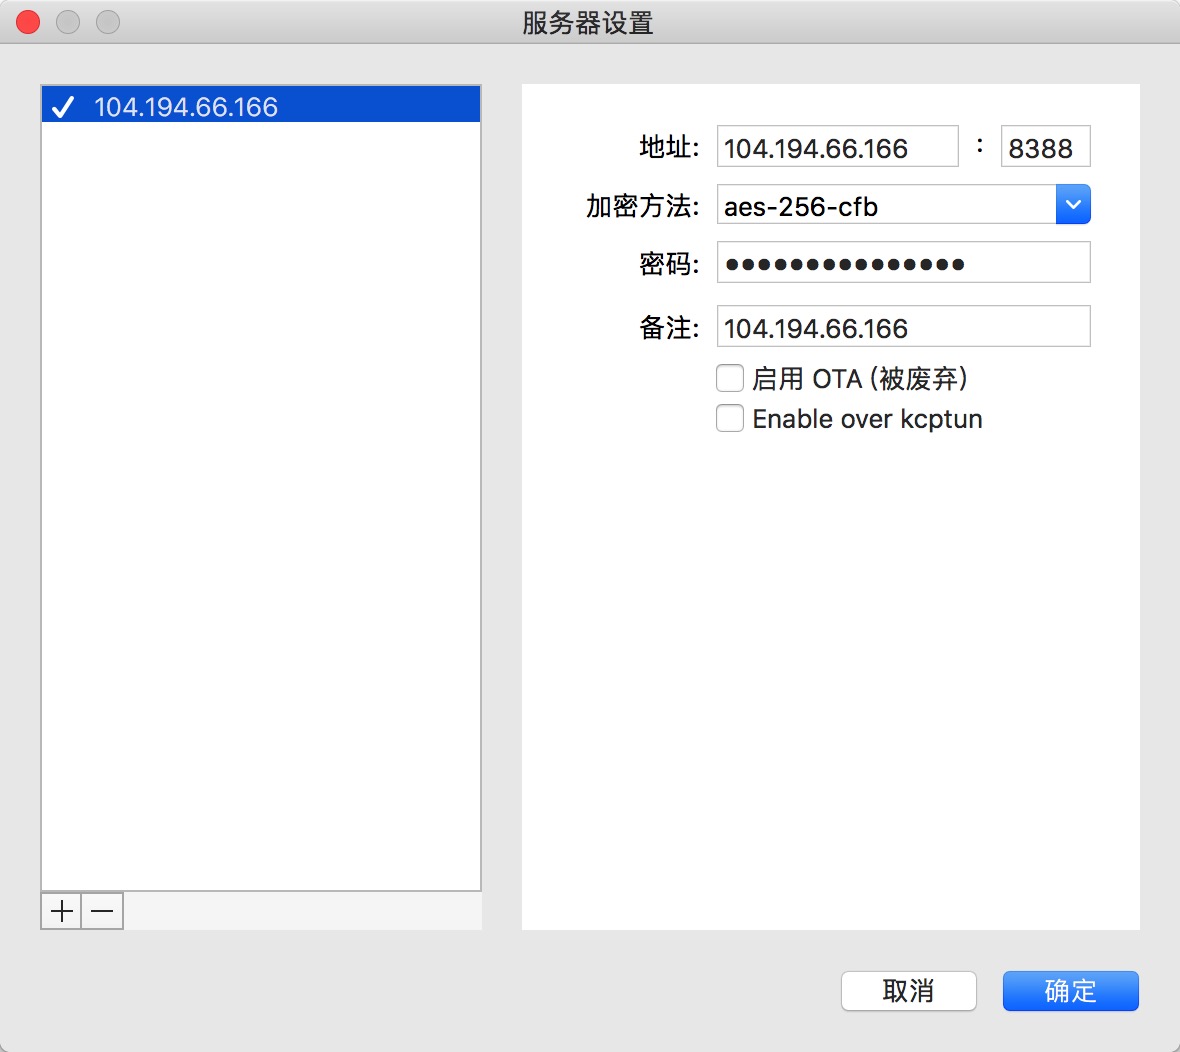 服务器设置
104.194.66.166
地址: 104.194.66.166 : 8388
加密方法: aes-256-cfb
密码: ●●●●●●●●●●●●●●●
备注: 104.194.66.166
启用 OTA (被废弃)
Enable over kcptun
取消 确定